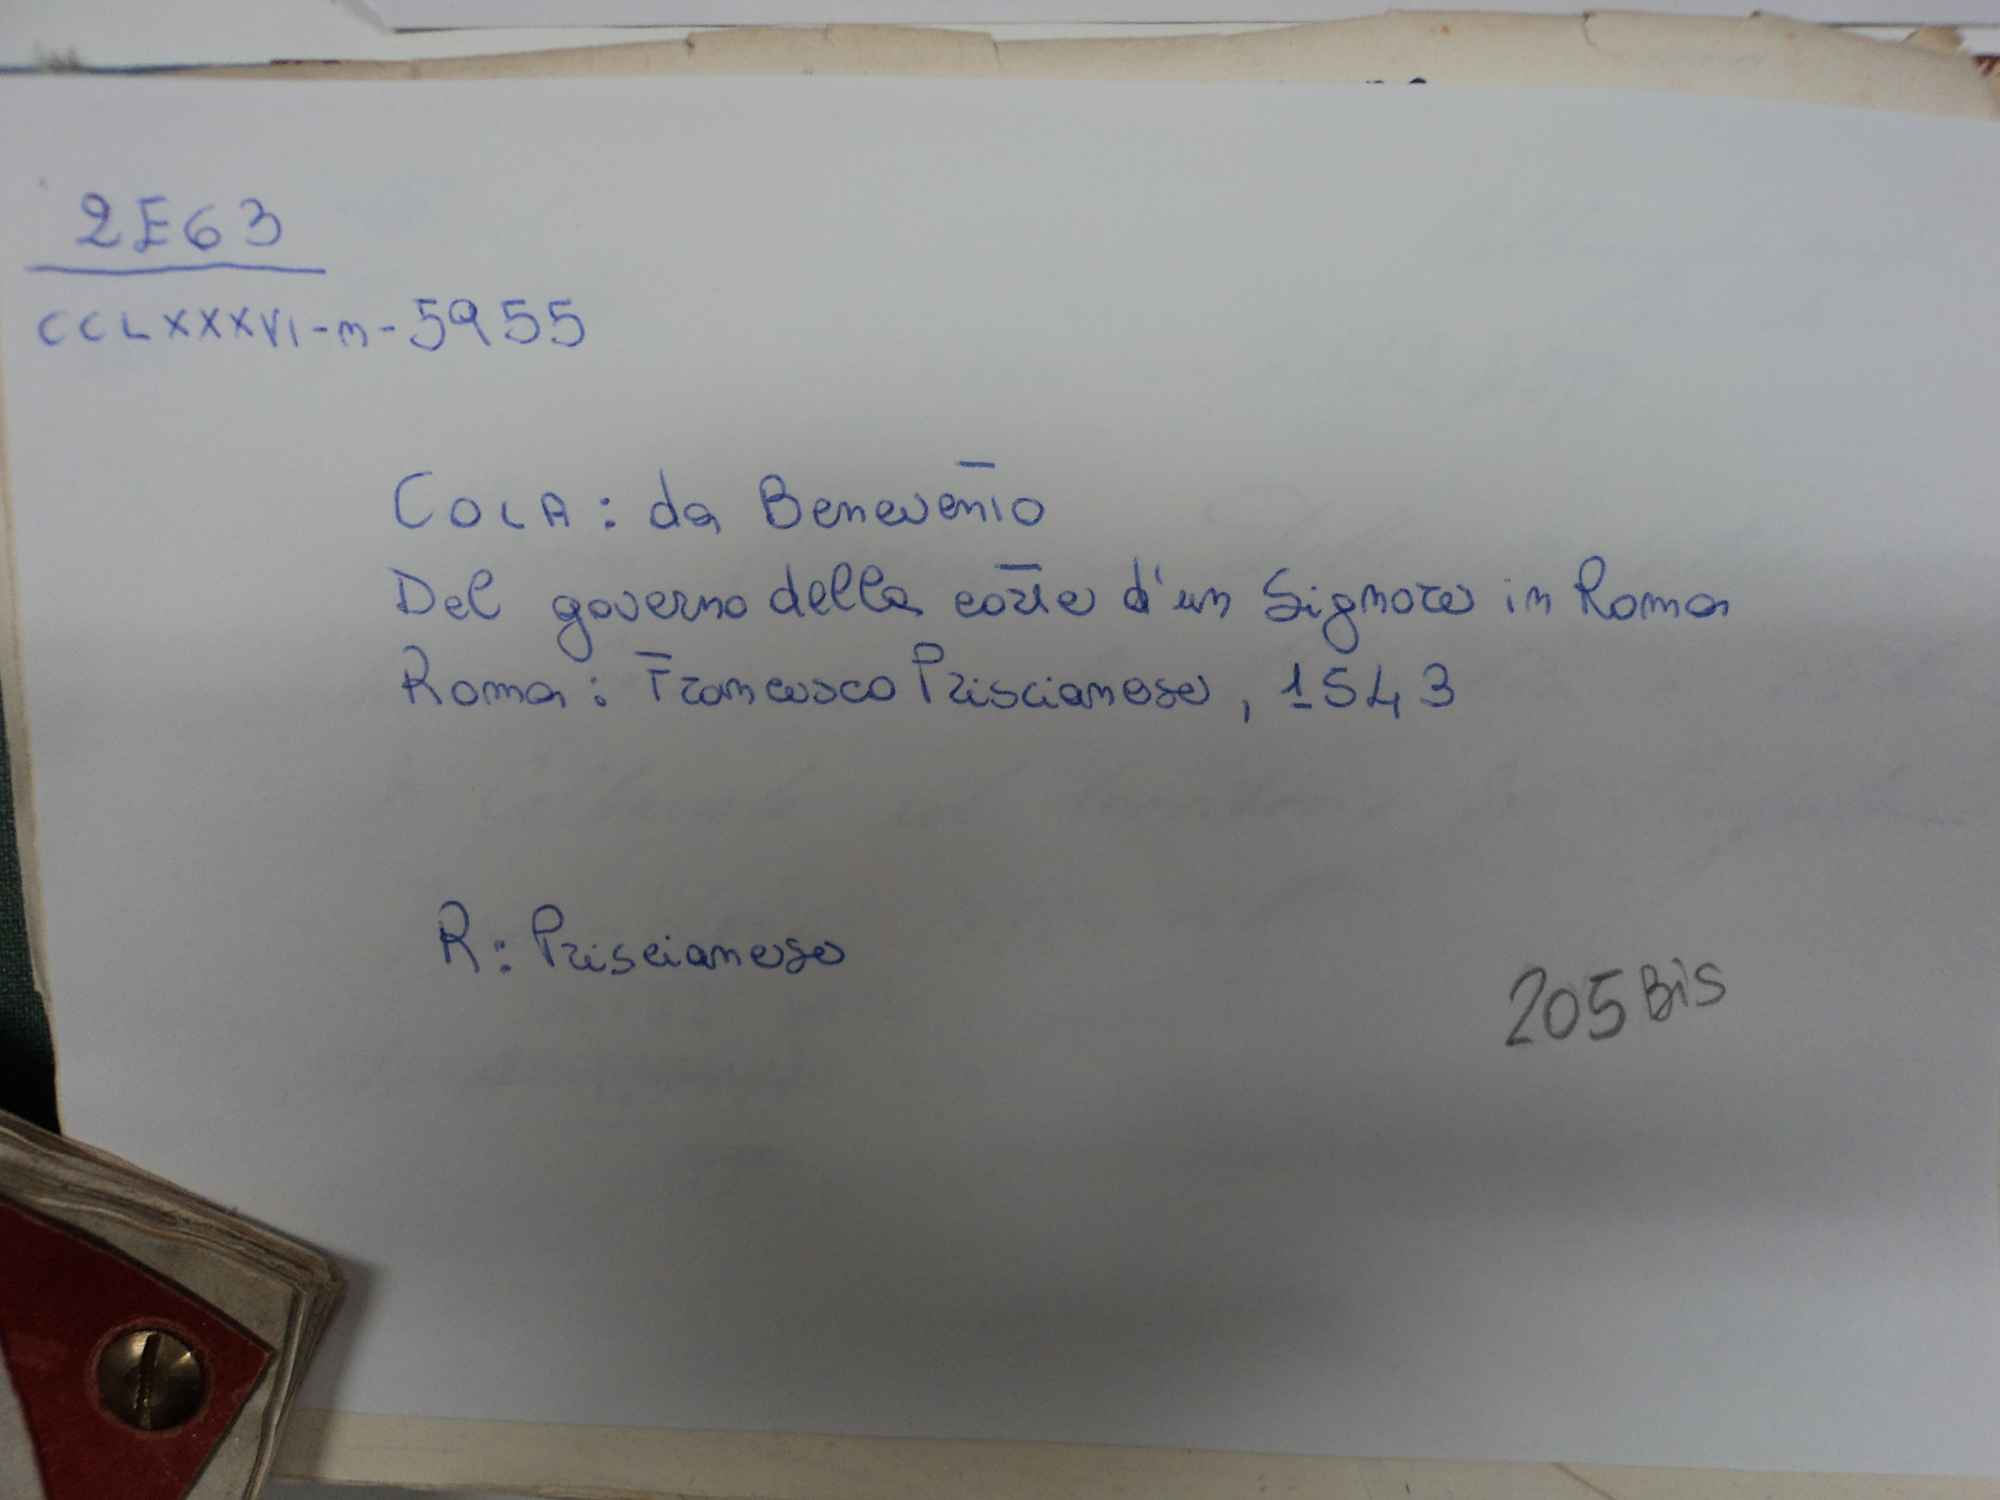 2E63
CCLXXXVI-m-5955
COLA: da Benevento
Del governo della corte d'un Signore in Roma
Roma: Francesco Priscianese, 1543
R: Priscianese
205 Bis